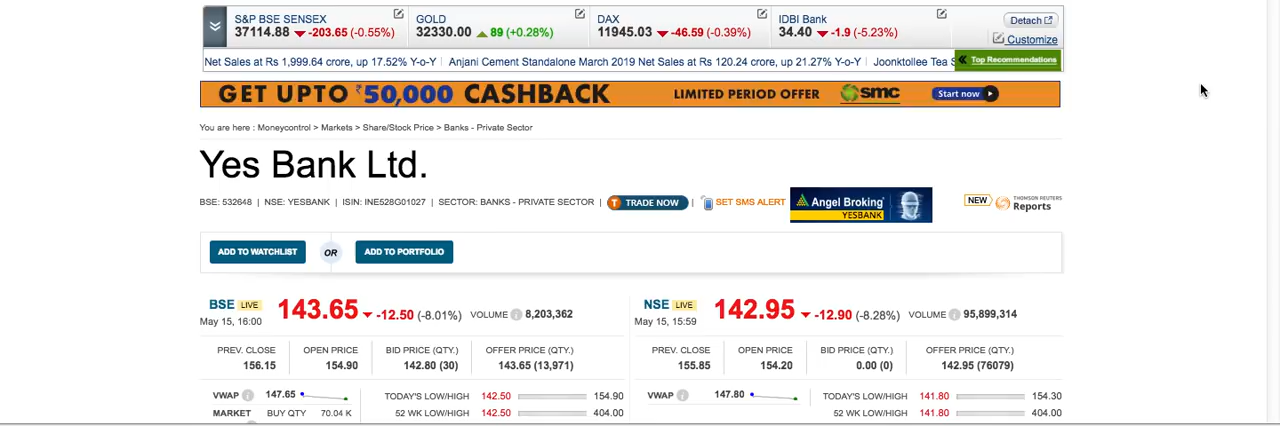 S&P BSE SENSEX GOLD DAX IDBI Bank Detach
37114.88 -203.65 (-0.55%) 32330.00 89 (+0.28%) 11945.03 -46.59 (-0.39%) 34.40 -1.9 (-5.23%)
Customize
Net Sales at Rs 1,999.64 crore, up 17.52% Y-o-Y | Anjani Cement Standalone March 2019 Net Sales at Rs 120.24 crore, up 21.27% Y-o-Y | Joonktollee Tea S Top Recommendations
GET UPTO ₹50,000 CASHBACK LIMITED PERIOD OFFER smc Start now
You are here : Moneycontrol > Markets > Share/Stock Price > Banks - Private Sector
Yes Bank Ltd.
BSE: 532648 | NSE: YESBANK | ISIN: INE528G01027 | SECTOR: BANKS - PRIVATE SECTOR | T TRADE NOW | SET SMS ALERT Angel Broking NEW THOMSON REUTERS
YESBANK Reports
ADD TO WATCHLIST OR ADD TO PORTFOLIO
BSE LIVE 143.65 -12.50 (-8.01%) VOLUME i 8,203,362 NSE LIVE 142.95 -12.90 (-8.28%) VOLUME i 95,899,314
May 15, 16:00 May 15, 15:59
PREV. CLOSE OPEN PRICE BID PRICE (QTY.) OFFER PRICE (QTY.) PREV. CLOSE OPEN PRICE BID PRICE (QTY.) OFFER PRICE (QTY.)
156.15 154.90 142.80 (30) 143.65 (13,971) 155.85 154.20 0.00 (0) 142.95 (76079)
VWAP i 147.65 TODAY'S LOW/HIGH 142.50 154.90 VWAP i 147.80 TODAY'S LOW/HIGH 141.80 154.30
MARKET BUY QTY 70.04 K 52 WK LOW/HIGH 142.50 404.00 52 WK LOW/HIGH 141.80 404.00